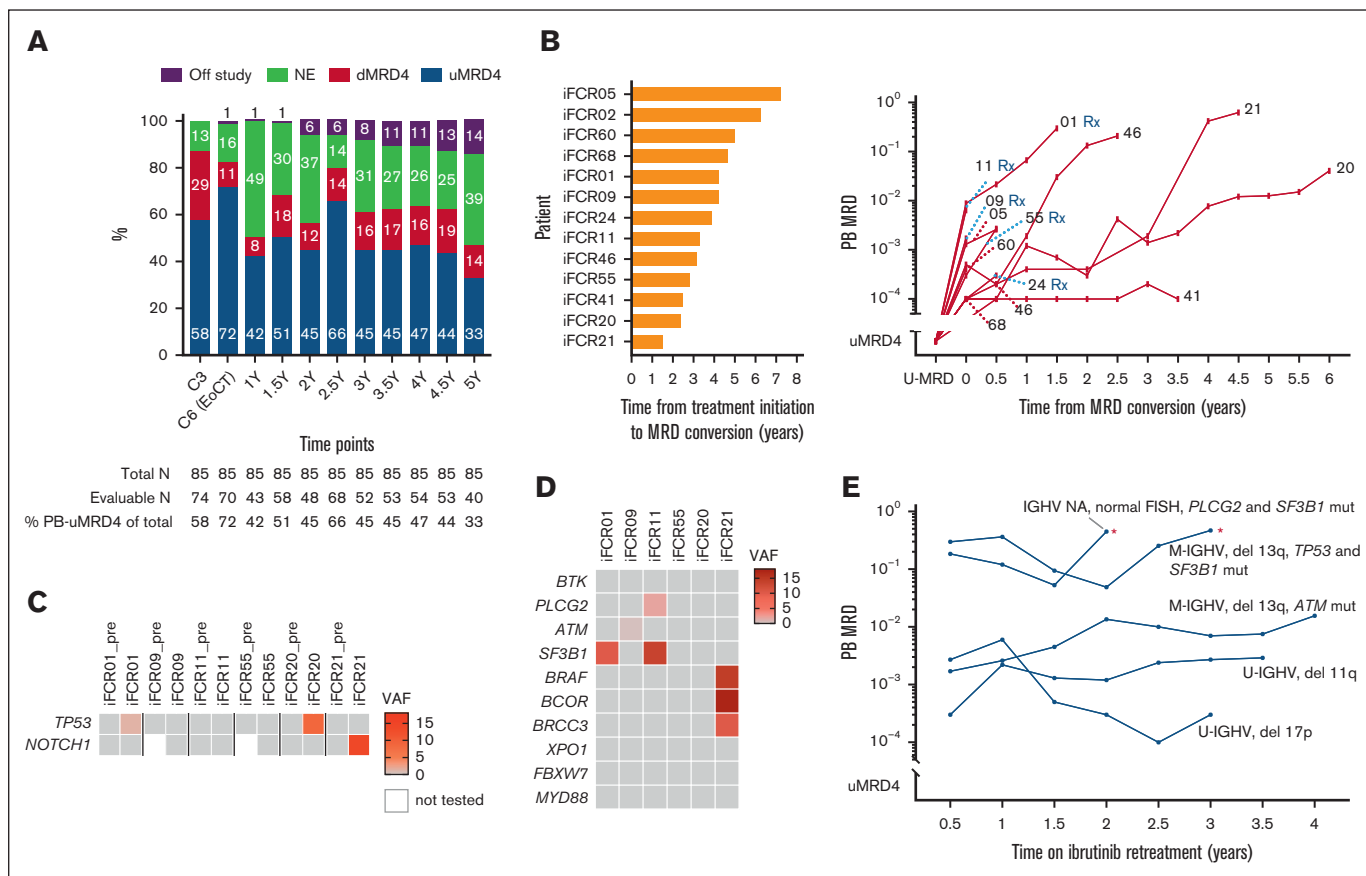 A
Off study NE dMRD4 uMRD4
100
80
60
40
20
0
%
13 29 58
1 16 11 72
1 49 8 42
1 30 18 51
6 37 12 45
6 14 14 66
8 31 16 45
11 27 17 45
11 26 16 47
13 25 19 44
14 39 14 33
C3 C6 (EoCT) 1Y 1.5Y 2Y 2.5Y 3Y 3.5Y 4Y 4.5Y 5Y
Time points
Total N 85 85 85 85 85 85 85 85 85 85 85
Evaluable N 74 70 43 58 48 68 52 53 54 53 40
% PB-uMRD4 of total 58 72 42 51 45 66 45 45 47 44 33
B
Patient
iFCR05
iFCR02
iFCR60
iFCR68
iFCR01
iFCR09
iFCR24
iFCR11
iFCR46
iFCR55
iFCR41
iFCR20
iFCR21
0 1 2 3 4 5 6 7 8
Time from treatment initiation
to MRD conversion (years)
PB MRD
10^0
10^-1
10^-2
10^-3
10^-4
uMRD4
01 Rx
46
21
20
11 Rx
09 Rx
05
55 Rx
60
24 Rx
46
68
41
U-MRD 0 0.5 1 1.5 2 2.5 3 3.5 4 4.5 5 5.5 6
Time from MRD conversion (years)
C
iFCR01_pre iFCR01 iFCR09_pre iFCR09 iFCR11_pre iFCR11 iFCR55_pre iFCR55 iFCR20_pre iFCR20 iFCR21_pre iFCR21
TP53
NOTCH1
VAF
15
10
5
0
not tested
D
iFCR01 iFCR09 iFCR11 iFCR55 iFCR20 iFCR21
BTK
PLCG2
ATM
SF3B1
BRAF
BCOR
BRCC3
XPO1
FBXW7
MYD88
VAF
15
10
5
0
E
PB MRD
10^0
10^-1
10^-2
10^-3
10^-4
uMRD4
IGHV NA, normal FISH, PLCG2 and SF3B1 mut
* *
M-IGHV, del 13q, TP53 and
SF3B1 mut
M-IGHV, del 13q, ATM mut
U-IGHV, del 11q
U-IGHV, del 17p
0.5 1 1.5 2 2.5 3 3.5 4
Time on ibrutinib retreatment (years)